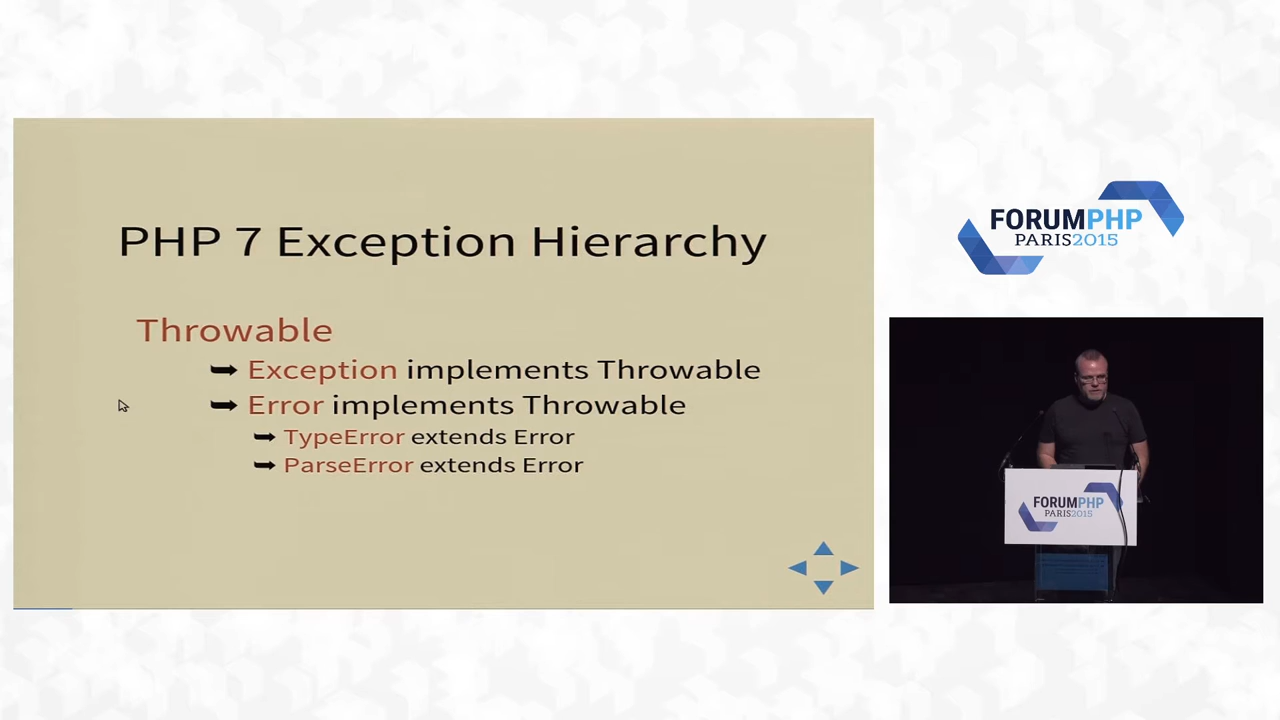 PHP 7 Exception Hierarchy
Throwable
➥ Exception implements Throwable
➥ Error implements Throwable
➥ TypeError extends Error
➥ ParseError extends Error
FORUMPHP
PARIS2015
FORUMPHP
PARIS2015